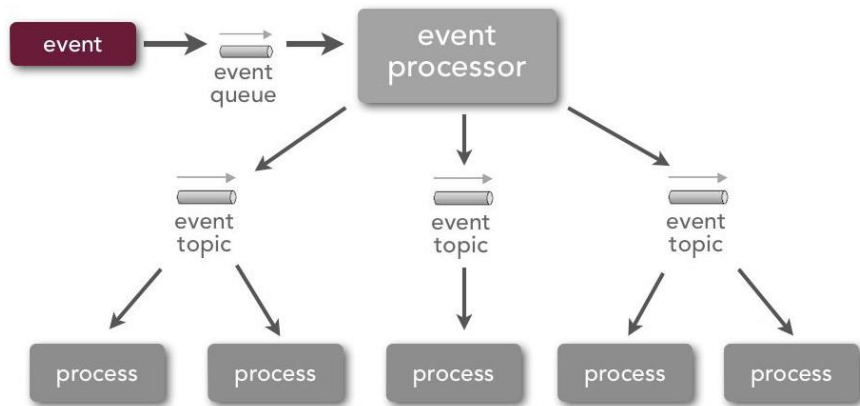 event
event
queue
event
processor
event
topic
event
topic
event
topic
process
process
process
process
process